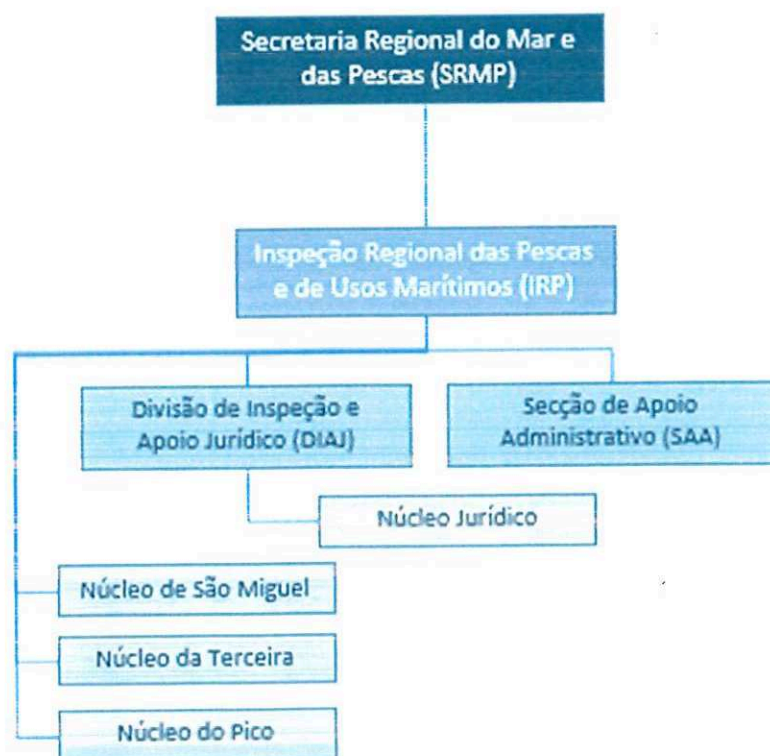 Secretaria Regional do Mar e
das Pescas (SRMP)
Inspeção Regional das Pescas
e de Usos Marítimos (IRP)
Divisão de Inspeção e
Apoio Jurídico (DIAJ)
Secção de Apoio
Administrativo (SAA)
Núcleo Jurídico
Núcleo de São Miguel
Núcleo da Terceira
Núcleo do Pico